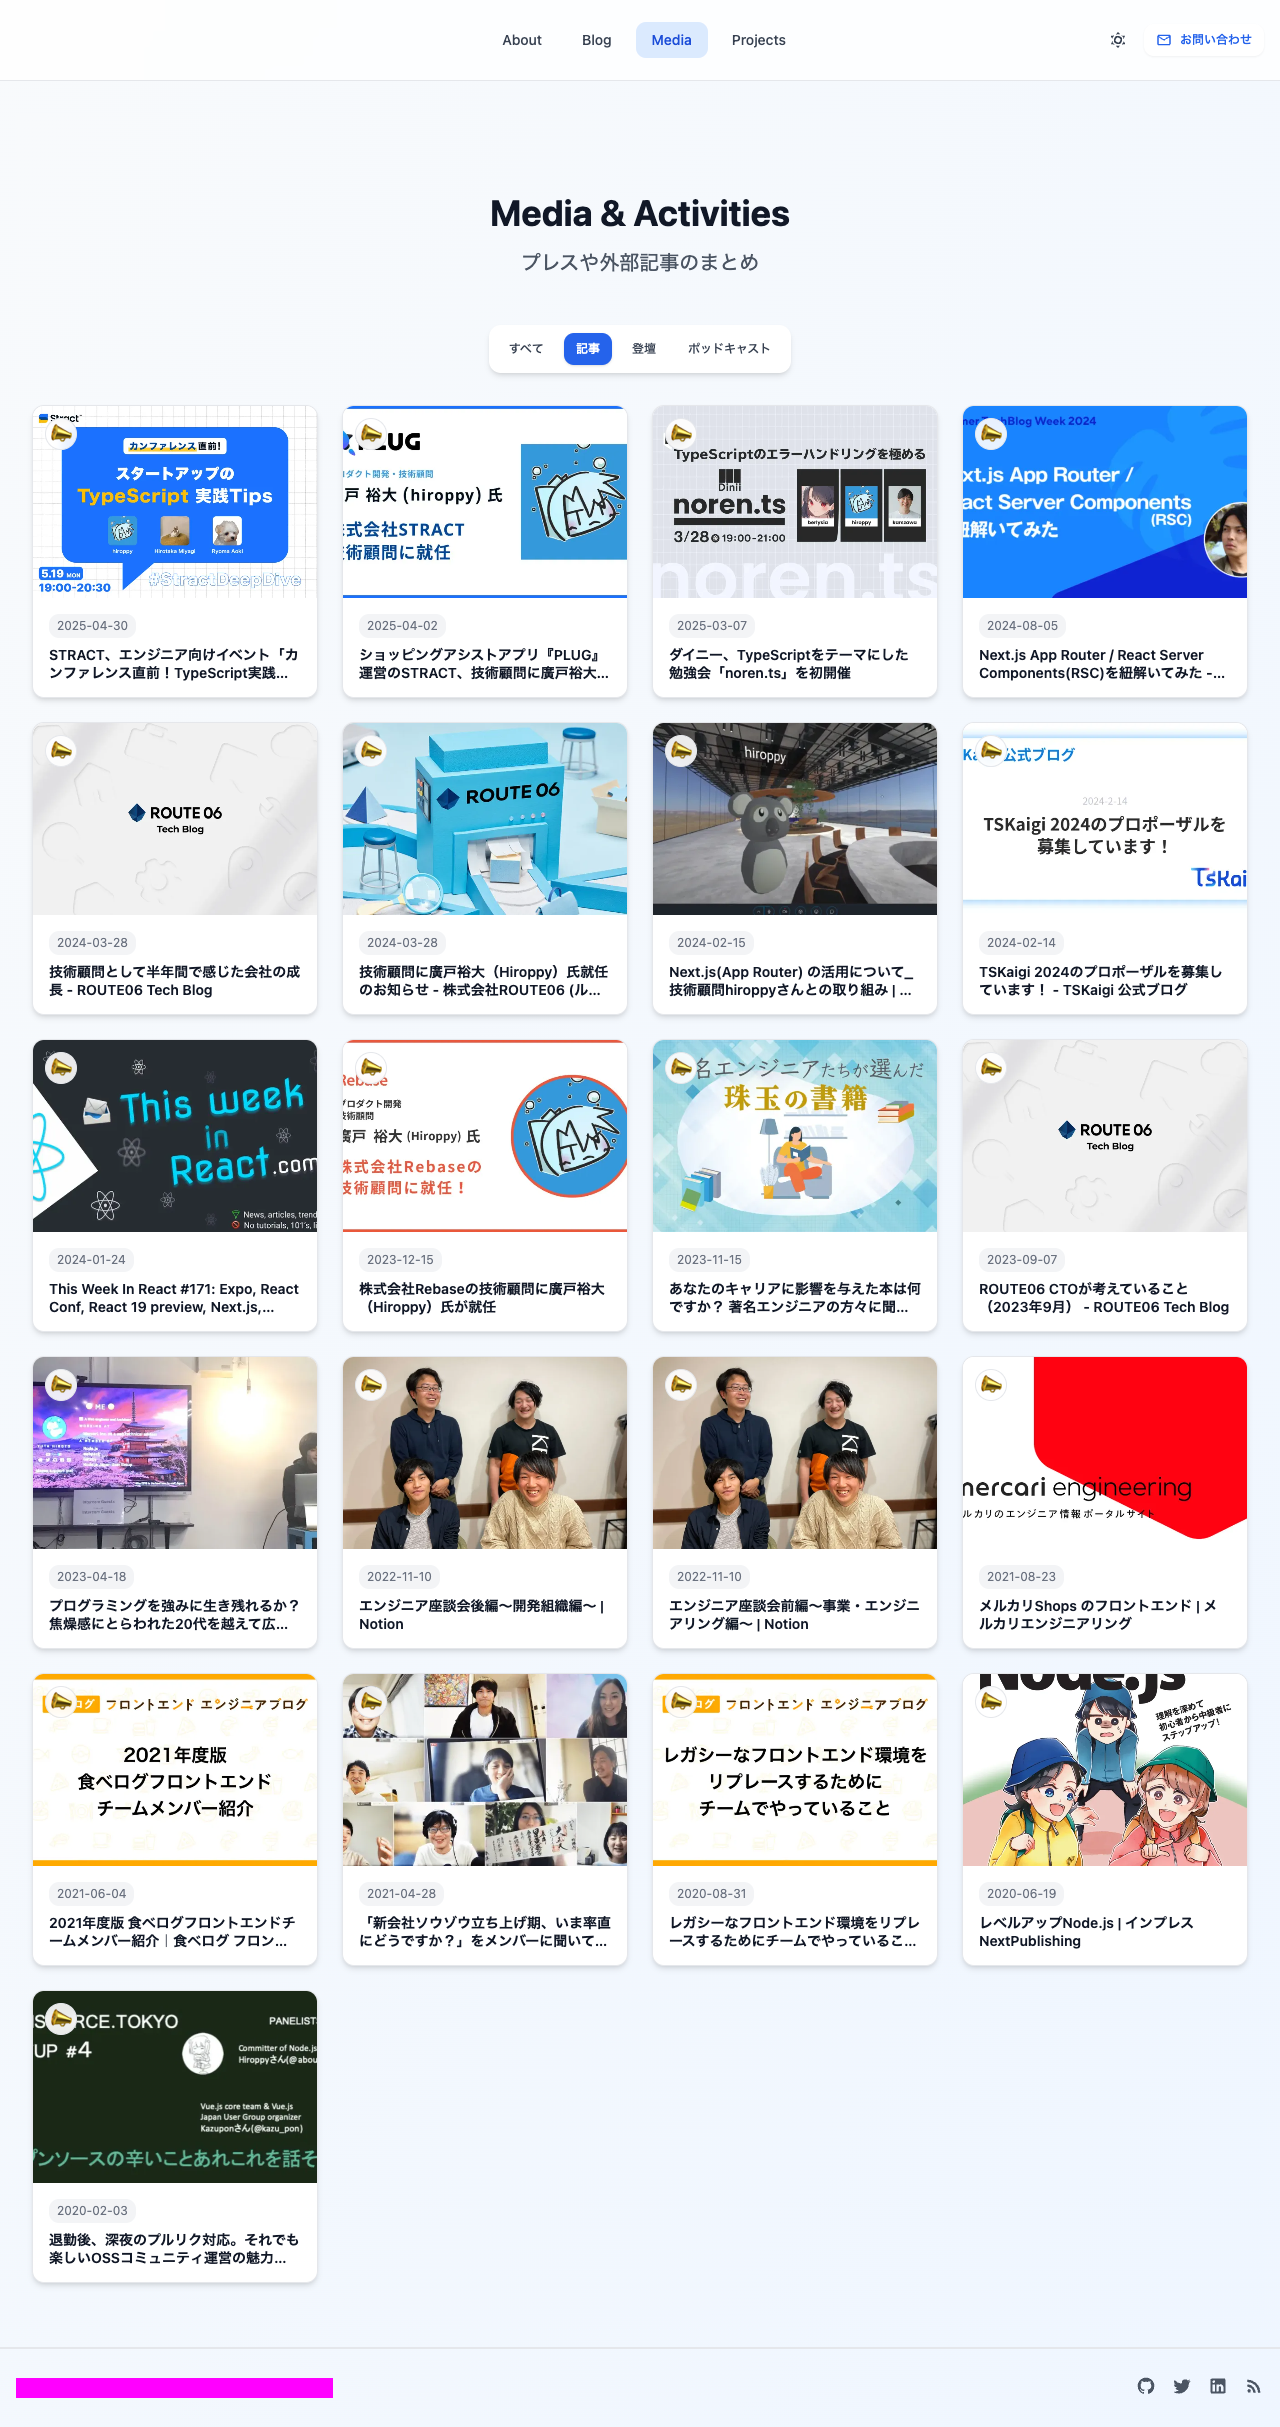 About
Blog
Media
Projects
お問い合わせ
Media & Activities
プレスや外部記事のまとめ
すべて
記事
登壇
ポッドキャスト
カンファレンス直前!
スタートアップの
TypeScript 実践Tips
hiroppy
Hirotaka Miyagi
Ryoma Aoki
5.19 MON
19:00-20:30
#StractDeepDive
2025-04-30
STRACT、エンジニア向けイベント「カ
ンファレンス直前！TypeScript実践...
PLUG
プロダクト開発・技術顧問
戸 裕大 (hiroppy) 氏
株式会社STRACT
技術顧問に就任
2025-04-02
ショッピングアシストアプリ『PLUG』
運営のSTRACT、技術顧問に廣戸裕大...
TypeScriptのエラーハンドリングを極める
Dinii
noren.ts
3/28 19:00-21:00
berlysia
hiroppy
karszawa
noren.ts
2025-03-07
ダイニー、TypeScriptをテーマにした
勉強会「noren.ts」を初開催
TechBlog Week 2024
xt.js App Router /
act Server Components
(RSC)
紐解いてみた
2024-08-05
Next.js App Router / React Server
Components(RSC)を紐解いてみた -...
ROUTE 06
Tech Blog
2024-03-28
技術顧問として半年間で感じた会社の成
長 - ROUTE06 Tech Blog
ROUTE 06
2024-03-28
技術顧問に廣戸裕大（Hiroppy）氏就任
のお知らせ - 株式会社ROUTE06 (ル...
hiroppy
2024-02-15
Next.js(App Router) の活用について_
技術顧問hiroppyさんとの取り組み | ...
公式ブログ
2024-2-14
TSKaigi 2024のプロポーザルを
募集しています！
TsKai
2024-02-14
TSKaigi 2024のプロポーザルを募集し
ています！ - TSKaigi 公式ブログ
This week
in
React.com
News, articles, trend
No tutorials, 101's, li
2024-01-24
This Week In React #171: Expo, React
Conf, React 19 preview, Next.js,...
Rebase
プロダクト開発
技術顧問
廣戸 裕大 (Hiroppy) 氏
株式会社Rebaseの
技術顧問に就任！
2023-12-15
株式会社Rebaseの技術顧問に廣戸裕大
（Hiroppy）氏が就任
名エンジニアたちが選んだ
珠玉の書籍
2023-11-15
あなたのキャリアに影響を与えた本は何
ですか？ 著名エンジニアの方々に聞...
ROUTE 06
Tech Blog
2023-09-07
ROUTE06 CTOが考えていること
（2023年9月） - ROUTE06 Tech Blog
ME
2023-04-18
プログラミングを強みに生き残れるか？
焦燥感にとらわれた20代を越えて広...
2022-11-10
エンジニア座談会後編〜開発組織編〜 |
Notion
2022-11-10
エンジニア座談会前編〜事業・エンジニ
アリング編〜 | Notion
mercari engineering
メルカリのエンジニア情報ポータルサイト
2021-08-23
メルカリShops のフロントエンド | メ
ルカリエンジニアリング
フロントエンド エンジニアブログ
2021年度版
食べログフロントエンド
チームメンバー紹介
2021-06-04
2021年度版 食べログフロントエンドチ
ームメンバー紹介｜食べログ フロン...
2021-04-28
「新会社ソウゾウ立ち上げ期、いま率直
にどうですか？」をメンバーに聞いて...
ログ フロントエンド エンジニアブログ
レガシーなフロントエンド環境を
リプレースするために
チームでやっていること
2020-08-31
レガシーなフロントエンド環境をリプレ
ースするためにチームでやっているこ...
Node.js
理解を深めて
初心者から中級者に
ステップアップ！
2020-06-19
レベルアップNode.js | インプレス
NextPublishing
RCE.TOKYO
UP #4
PANELIST
Committer of Node.js
Hiroppyさん(@abou
Vue.js core team & Vue.js
Japan User Group organizer
Kazuponさん(@kazu_pon)
プンソースの辛いことあれこれを話そ
2020-02-03
退勤後、深夜のプルリク対応。それでも
楽しいOSSコミュニティ運営の魅力...